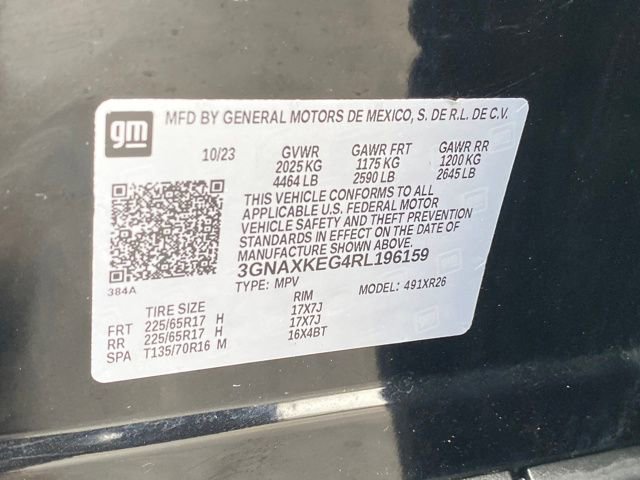 gm MFD BY GENERAL MOTORS DE MEXICO, S. DE R.L. DE C.V.
10/23 GVWR GAWR FRT GAWR RR
2025 KG 1175 KG 1200 KG
4464 LB 2590 LB 2645 LB
THIS VEHICLE CONFORMS TO ALL
APPLICABLE U.S. FEDERAL MOTOR
VEHICLE SAFETY AND THEFT PREVENTION
STANDARDS IN EFFECT ON THE DATE OF
MANUFACTURE SHOWN ABOVE.
3GNAXKEG4RL196159
384A TYPE: MPV MODEL: 491XR26
TIRE SIZE RIM
FRT 225/65R17 H 17X7J
RR 225/65R17 H 17X7J
SPA T135/70R16 M 16X4BT